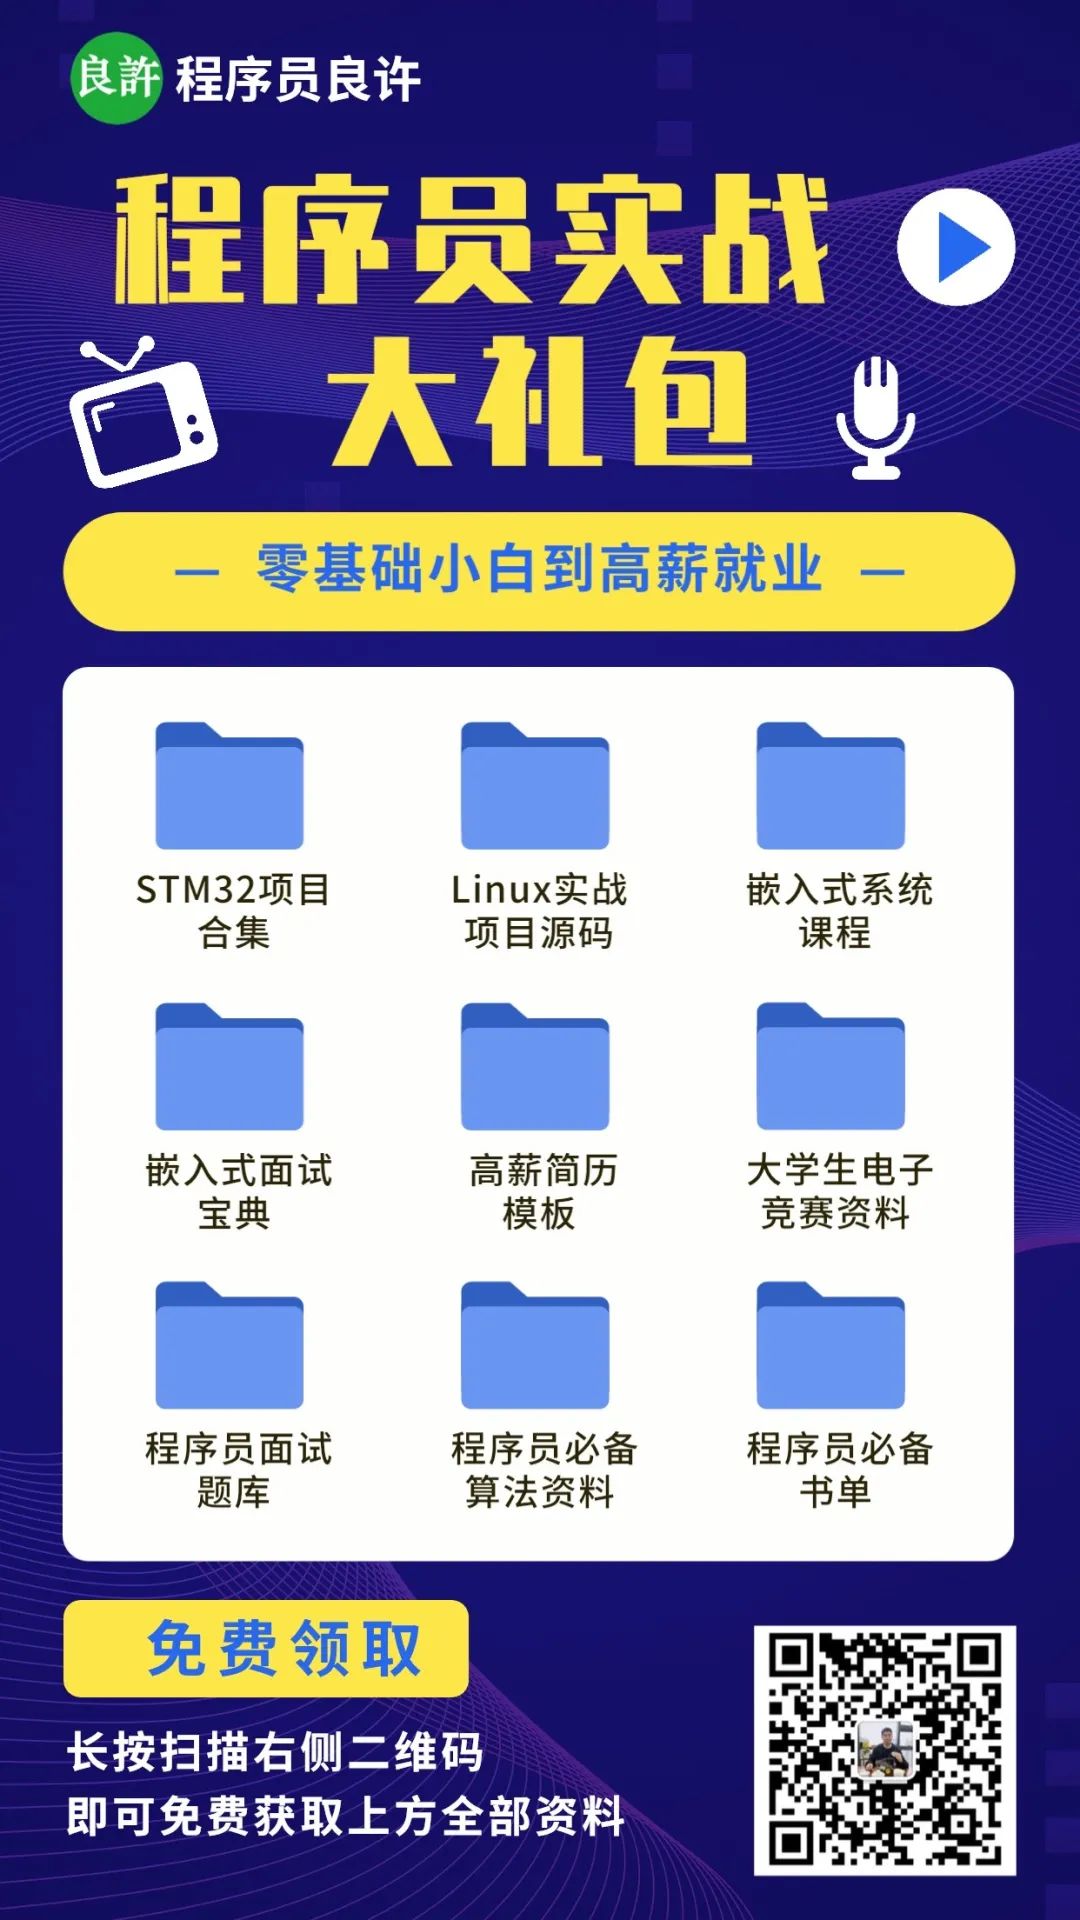 良許 程序员良许
程序员实战
大礼包
— 零基础小白到高薪就业 —
STM32项目
合集
Linux实战
项目源码
嵌入式系统
课程
嵌入式面试
宝典
高薪简历
模板
大学生电子
竞赛资料
程序员面试
题库
程序员必备
算法资料
程序员必备
书单
免费领取
长按扫描右侧二维码
即可免费获取上方全部资料